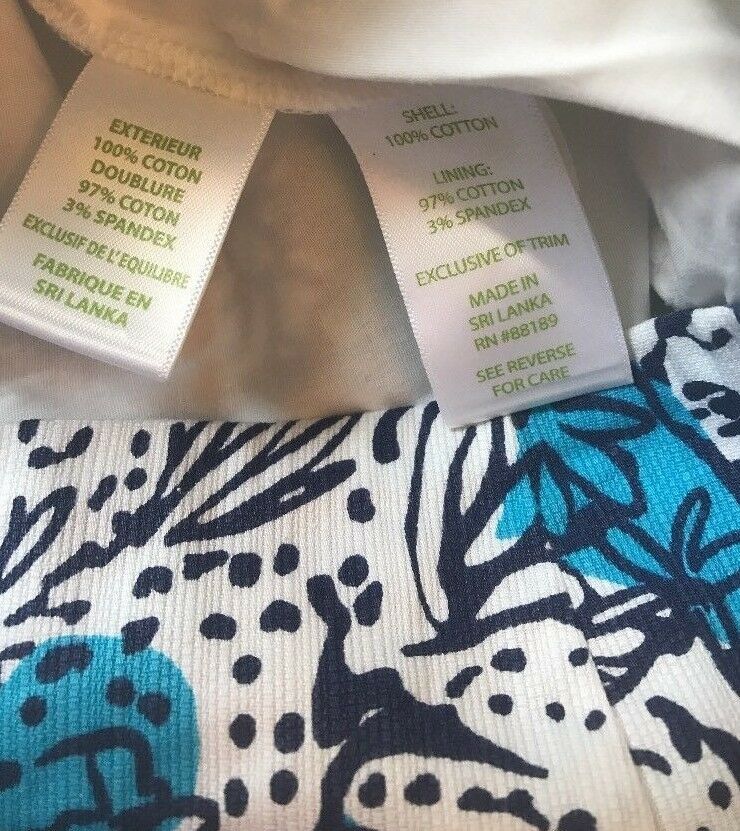 EXTERIEUR
100% COTON
DOUBLURE
97% COTON
3% SPANDEX
EXCLUSIF DE L'EQUILIBRE
FABRIQUE EN
SRI LANKA
SHELL:
100% COTTON
LINING:
97% COTTON
3% SPANDEX
EXCLUSIVE OF TRIM
MADE IN
SRI LANKA
RN #88189
SEE REVERSE
FOR CARE